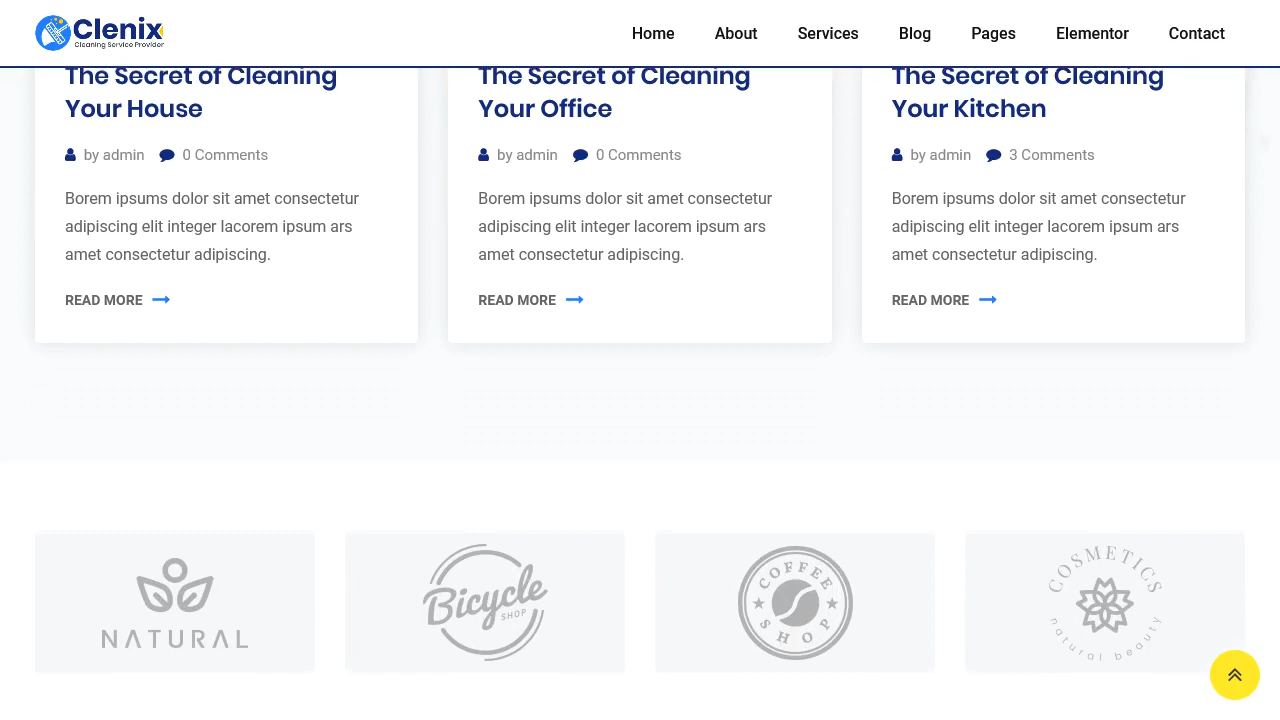 Clenix
Cleaning Service Provider
Home
About
Services
Blog
Pages
Elementor
Contact
The Secret of Cleaning
Your House
by admin
0 Comments
Borem ipsums dolor sit amet consectetur
adipiscing elit integer lacorem ipsum ars
amet consectetur adipiscing.
READ MORE
The Secret of Cleaning
Your Office
by admin
0 Comments
Borem ipsums dolor sit amet consectetur
adipiscing elit integer lacorem ipsum ars
amet consectetur adipiscing.
READ MORE
The Secret of Cleaning
Your Kitchen
by admin
3 Comments
Borem ipsums dolor sit amet consectetur
adipiscing elit integer lacorem ipsum ars
amet consectetur adipiscing.
READ MORE
NATURAL
Bicycle
SHOP
COFFEE
SHOP
COSMETICS
natural beauty